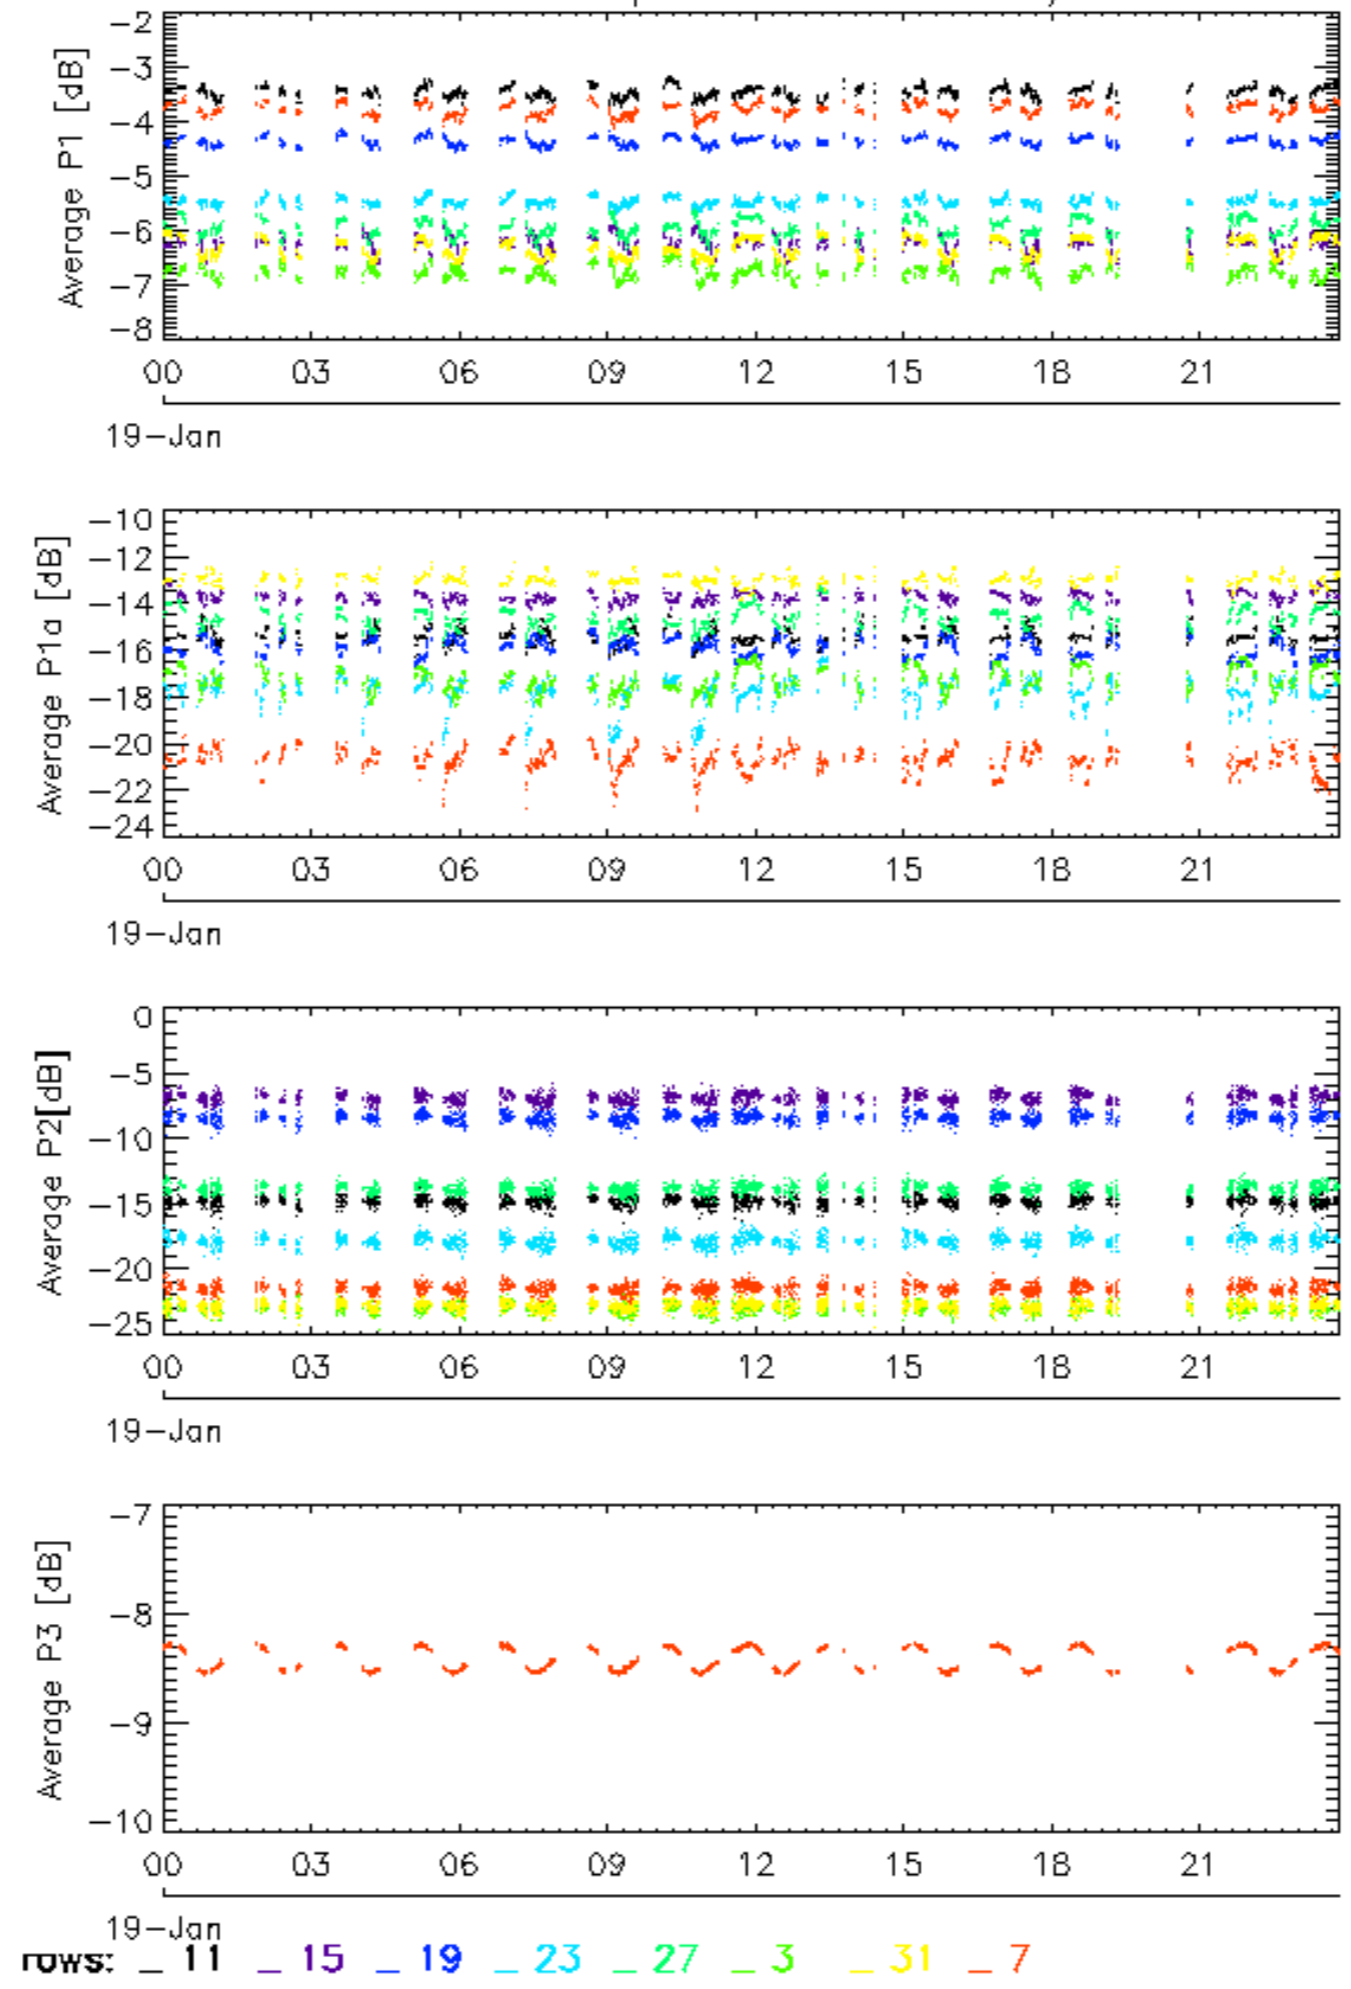 Average P1 [dB]
−2
−3
−4
−5
−6
−7
−8
00 03 06 09 12 15 18 21
19−Jan
Average P1a [dB]
−10
−12
−14
−16
−18
−20
−22
−24
00 03 06 09 12 15 18 21
19−Jan
Average P2[dB]
0
−5
−10
−15
−20
−25
00 03 06 09 12 15 18 21
19−Jan
Average P3 [dB]
−7
−8
−9
−10
00 03 06 09 12 15 18 21
19−Jan
rows: _ 11 _ 15 _ 19 _ 23 _ 27 _ 3 _ 31 _ 7